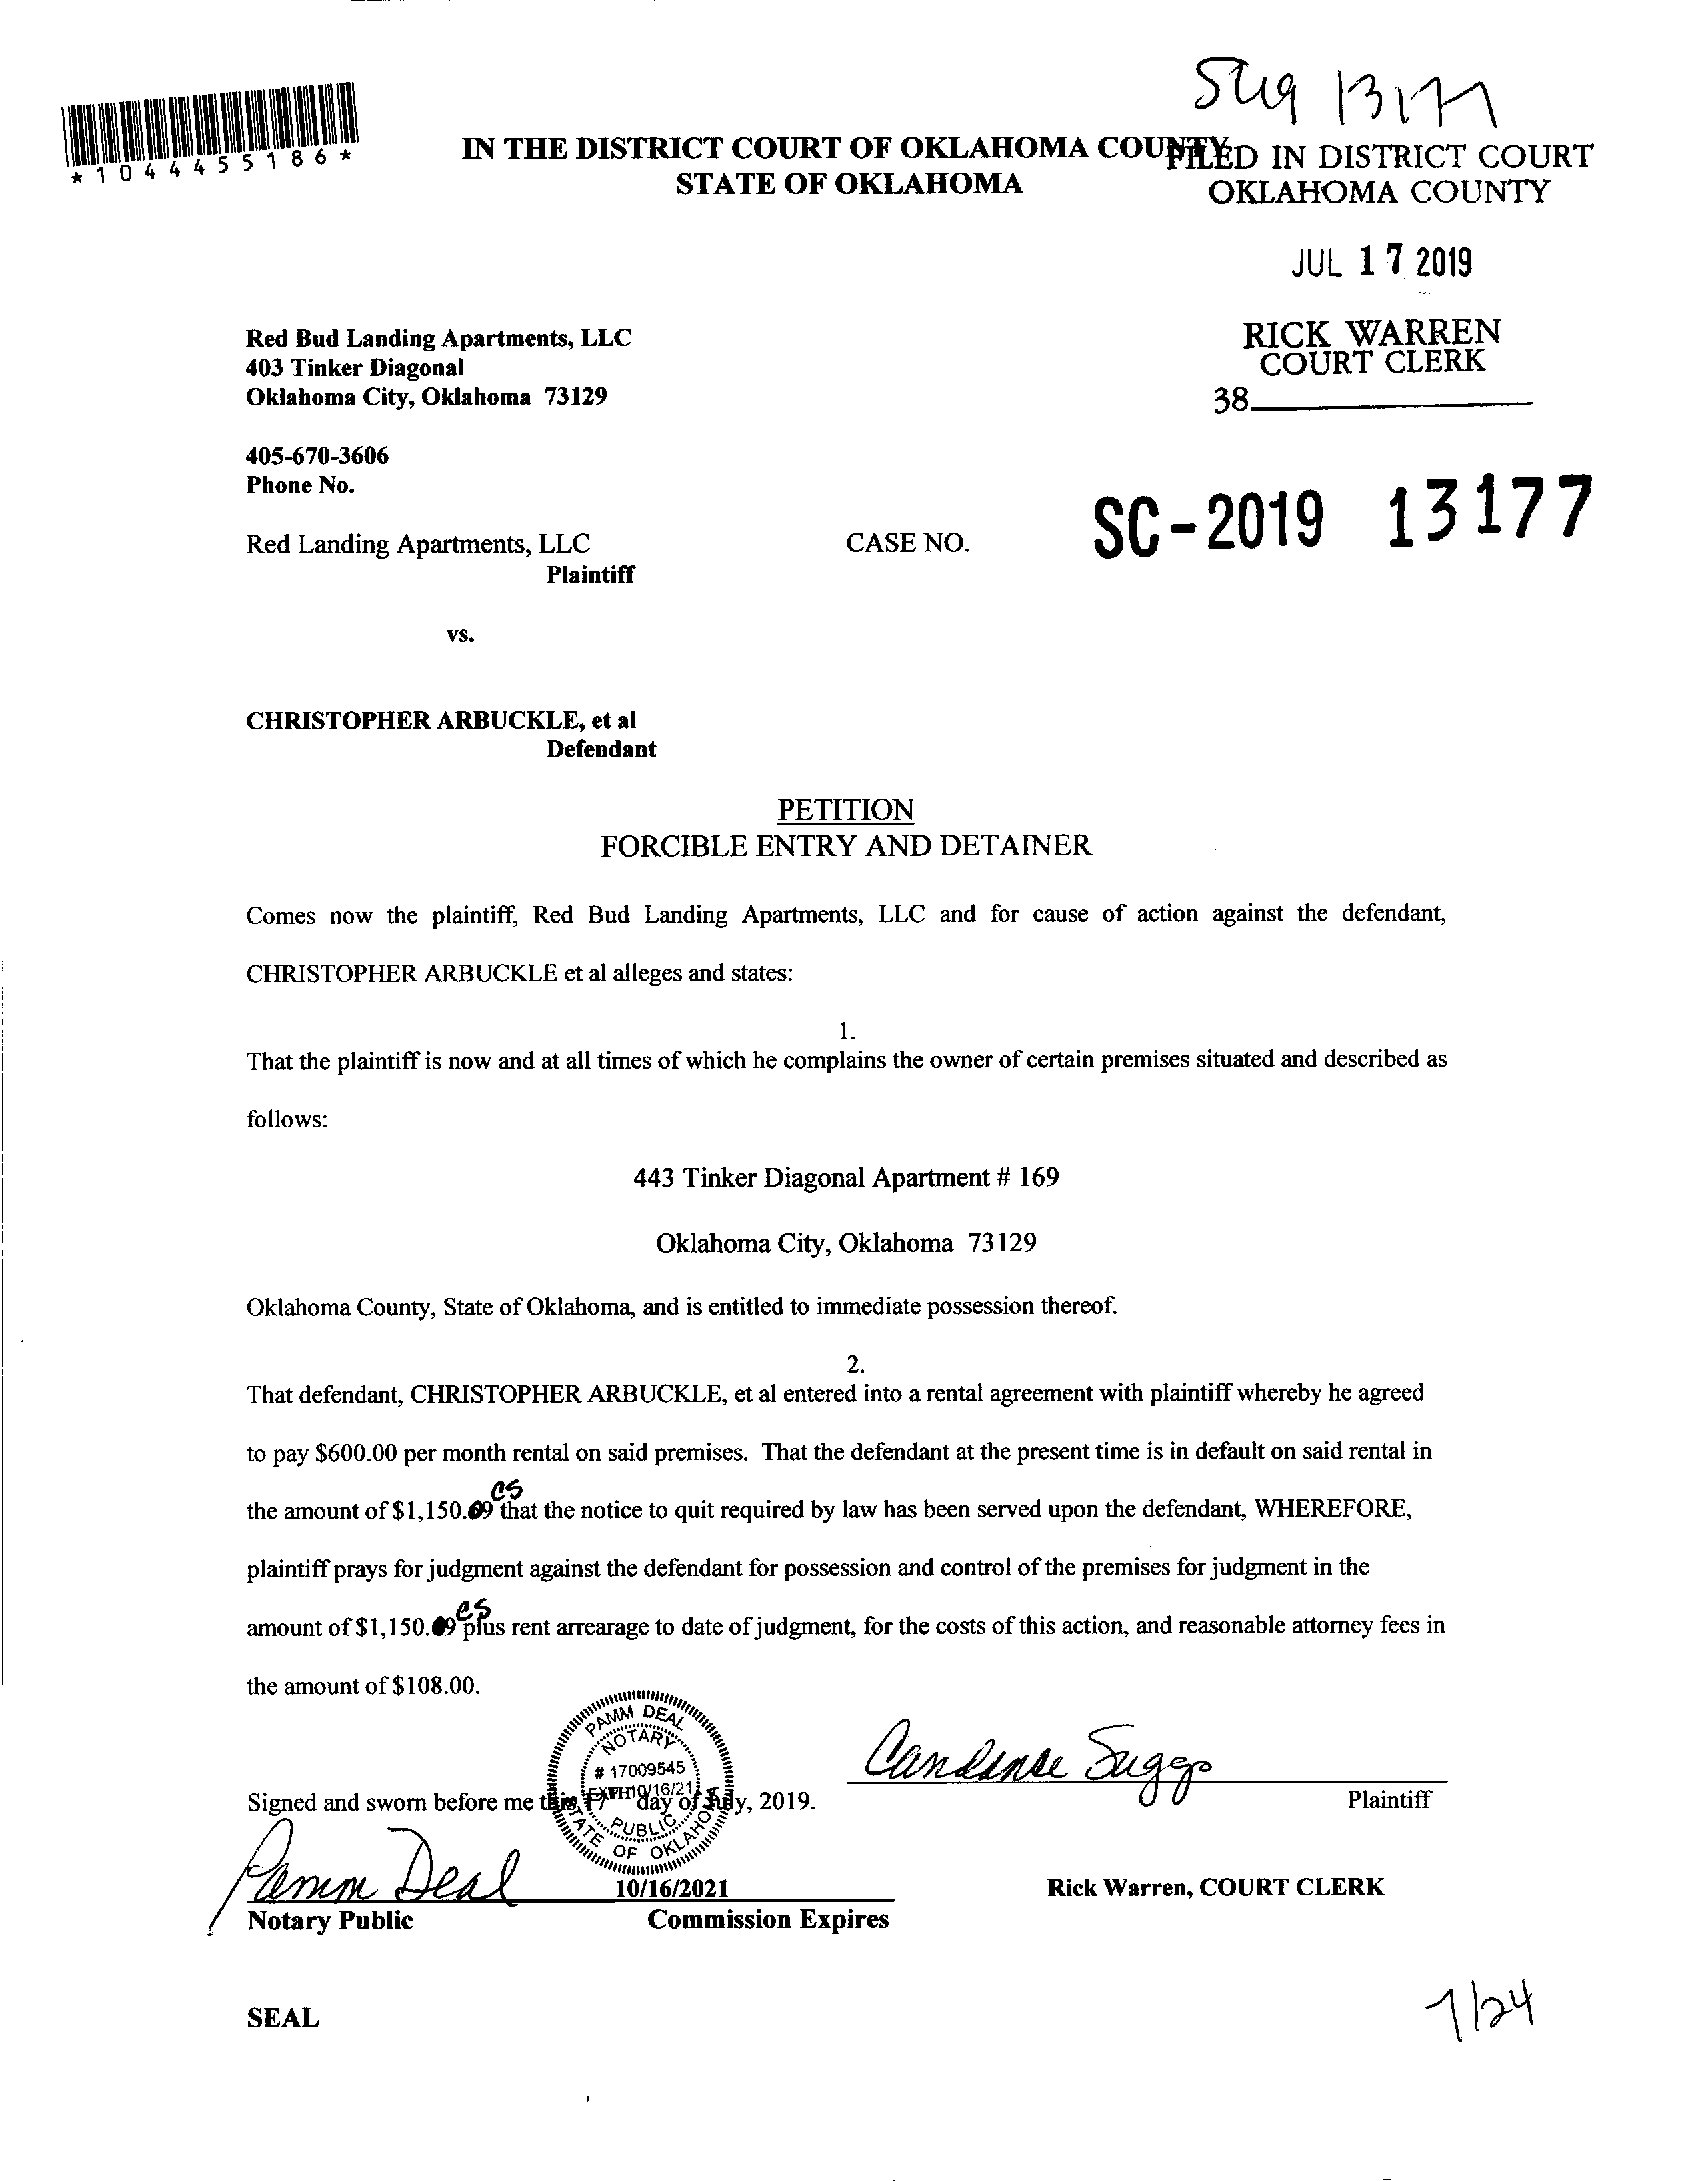 SC19 13177
*1044455186*
IN THE DISTRICT COURT OF OKLAHOMA COUNTY
STATE OF OKLAHOMA
FILED IN DISTRICT COURT
OKLAHOMA COUNTY
JUL 17 2019
RICK WARREN
COURT CLERK
38
Red Bud Landing Apartments, LLC
403 Tinker Diagonal
Oklahoma City, Oklahoma 73129
405-670-3606
Phone No.
Red Landing Apartments, LLC CASE NO. SC-2019 13177
Plaintiff
vs.
CHRISTOPHER ARBUCKLE, et al
Defendant
PETITION
FORCIBLE ENTRY AND DETAINER
Comes now the plaintiff, Red Bud Landing Apartments, LLC and for cause of action against the defendant,
CHRISTOPHER ARBUCKLE et al alleges and states:
1.
That the plaintiff is now and at all times of which he complains the owner of certain premises situated and described as
follows:
443 Tinker Diagonal Apartment # 169
Oklahoma City, Oklahoma 73129
Oklahoma County, State of Oklahoma, and is entitled to immediate possession thereof.
2.
That defendant, CHRISTOPHER ARBUCKLE, et al entered into a rental agreement with plaintiff whereby he agreed
to pay $600.00 per month rental on said premises. That the defendant at the present time is in default on said rental in
CS
the amount of $1,150.09 that the notice to quit required by law has been served upon the defendant, WHEREFORE,
plaintiff prays for judgment against the defendant for possession and control of the premises for judgment in the
CS
amount of $1,150.09 plus rent arrearage to date of judgment, for the costs of this action, and reasonable attorney fees in
the amount of $108.00.
PAMM DEAL
NOTARY
# 17009545
EXP. 10/16/21
PUBLIC
STATE OF OKLAHOMA
Candanse Suggs
Signed and sworn before me this 17TH day of July, 2019.
Plaintiff
Pamm Deal
10/16/2021
Rick Warren, COURT CLERK
Notary Public Commission Expires
SEAL
7/24